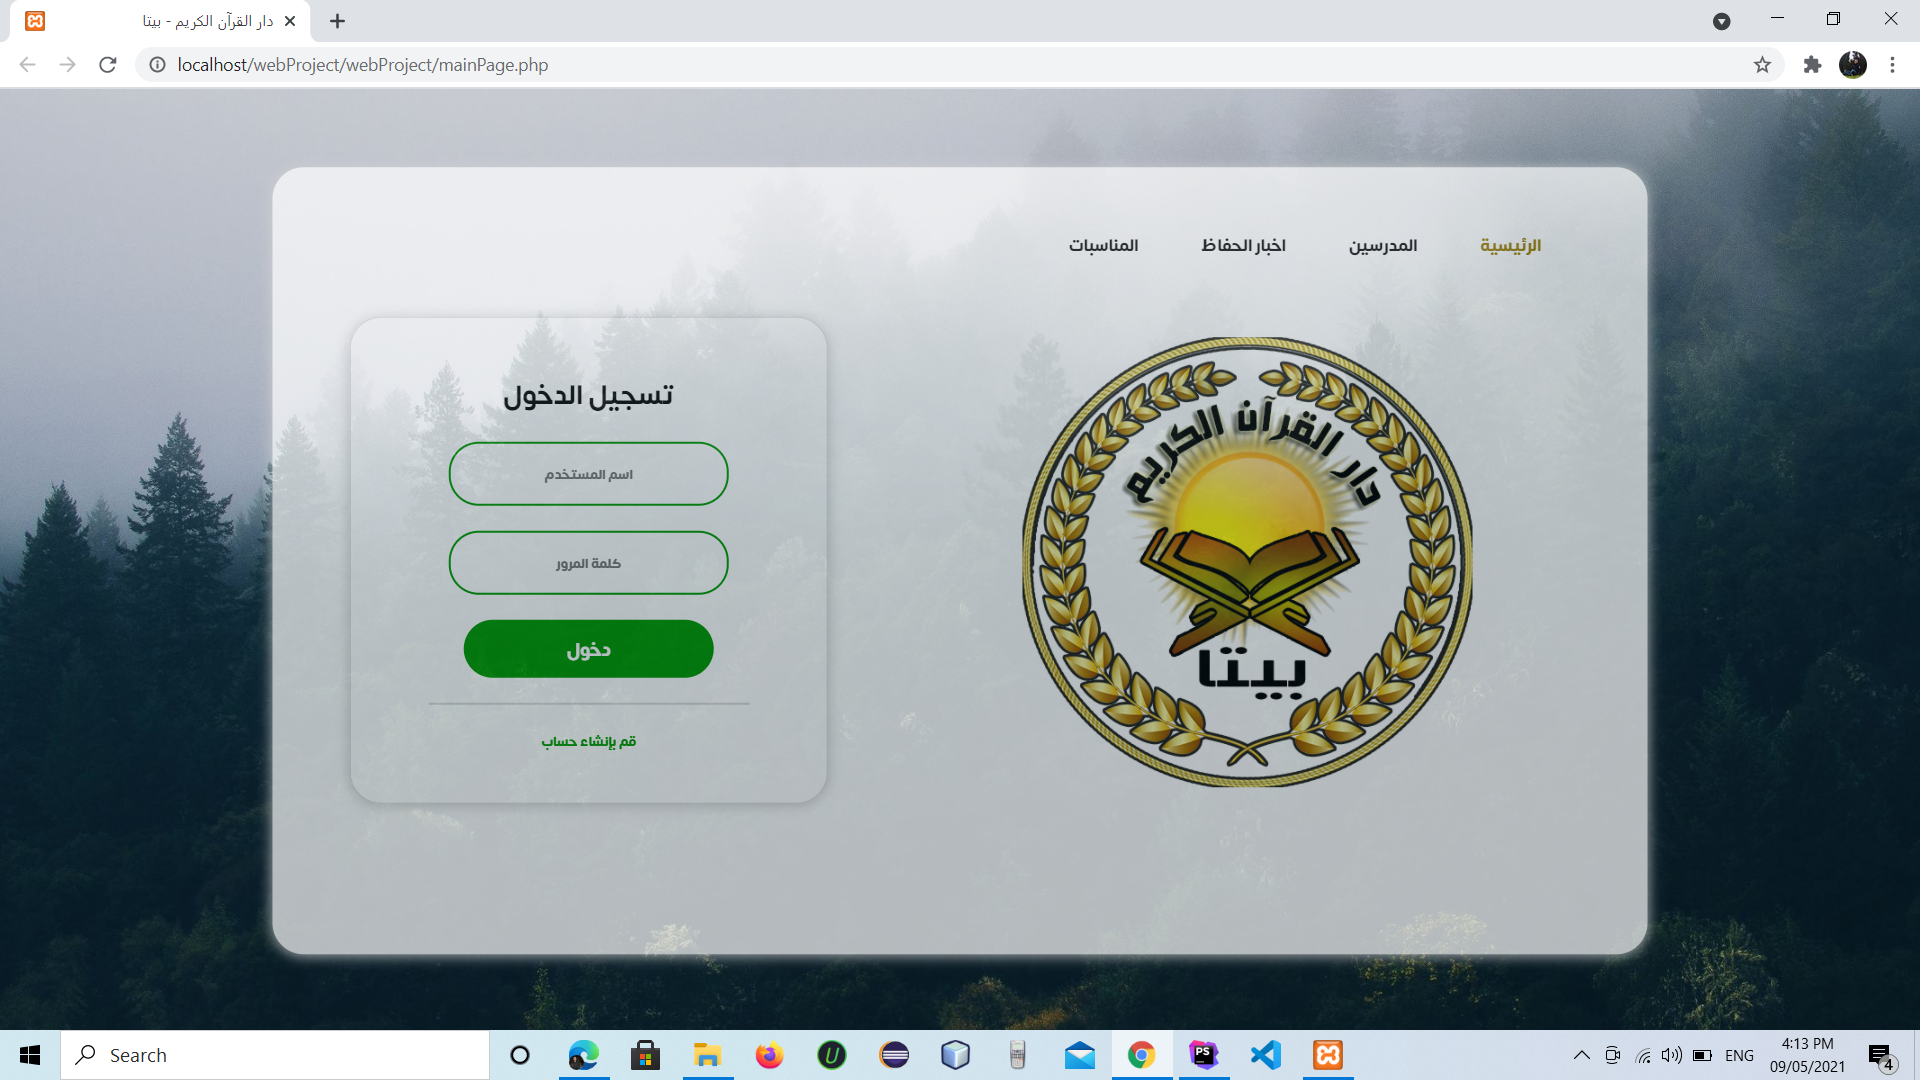 دار القرآن الكريم - بيتا
localhost/webProject/webProject/mainPage.php
الرئيسية
المدرسين
اخبار الحفاظ
المناسبات
دار القرآن الكريم
بيتا
تسجيل الدخول
اسم المستخدم
كلمة المرور
دخول
قم بإنشاء حساب
Search
U
PS
ENG
4:13 PM
09/05/2021
4